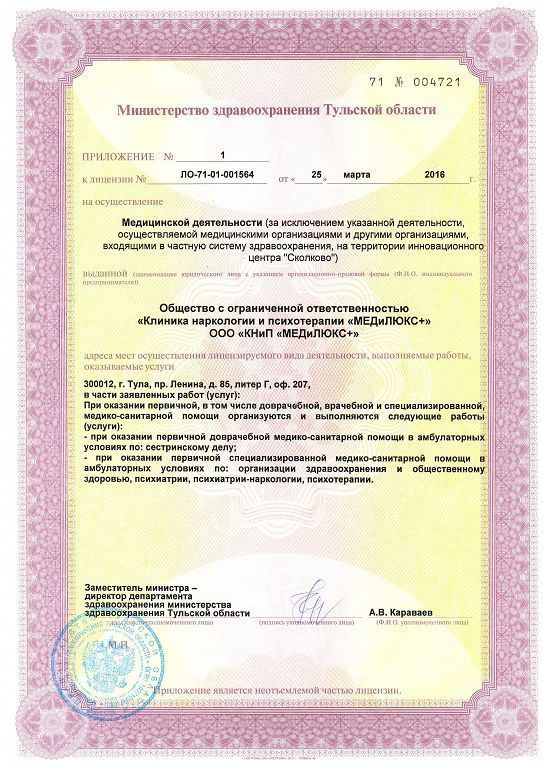 71 № 004721
Министерство здравоохранения Тульской области
ПРИЛОЖЕНИЕ № 1
к лицензии № ЛО-71-01-001564 от « 25 » марта 2016 г.
на осуществление
Медицинской деятельности (за исключением указанной деятельности,
осуществляемой медицинскими организациями и другими организациями,
входящими в частную систему здравоохранения, на территории инновационного
центра "Сколково")
выданной (наименование юридического лица с указанием организационно-правовой формы (Ф.И.О. индивидуального
предпринимателя))
Общество с ограниченной ответственностью
«Клиника наркологии и психотерапии «МЕДиЛЮКС+»
ООО «КНиП «МЕДиЛЮКС+»
адреса мест осуществления лицензируемого вида деятельности, выполняемые работы,
оказываемые услуги
300012, г. Тула, пр. Ленина, д. 85, литер Г, оф. 207,
в части заявленных работ (услуг):
При оказании первичной, в том числе доврачебной, врачебной и специализированной,
медико-санитарной помощи организуются и выполняются следующие работы
(услуги):
- при оказании первичной доврачебной медико-санитарной помощи в амбулаторных
условиях по: сестринскому делу;
- при оказании первичной специализированной медико-санитарной помощи в
амбулаторных условиях по: организации здравоохранения и общественному
здоровью, психиатрии, психиатрии-наркологии, психотерапии.
Заместитель министра –
директор департамента
здравоохранения министерства
здравоохранения Тульской области А.В. Караваев
уполномоченного лица) (подпись уполномоченного лица) (Ф.И.О. уполномоченного лица)
М.П.
Приложение является неотъемлемой частью лицензии.